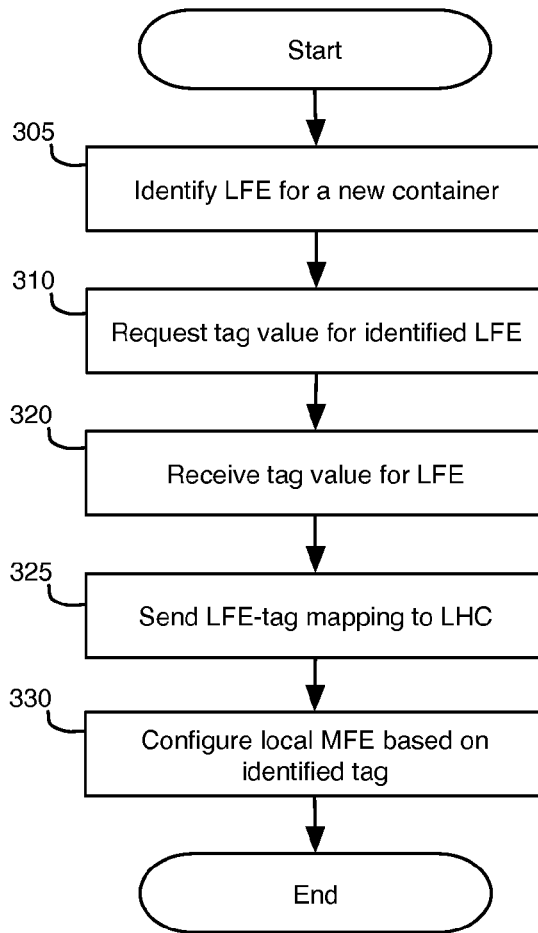 Start
305
Identify LFE for a new container
310
Request tag value for identified LFE
320
Receive tag value for LFE
325
Send LFE-tag mapping to LHC
330
Configure local MFE based on
identified tag
End